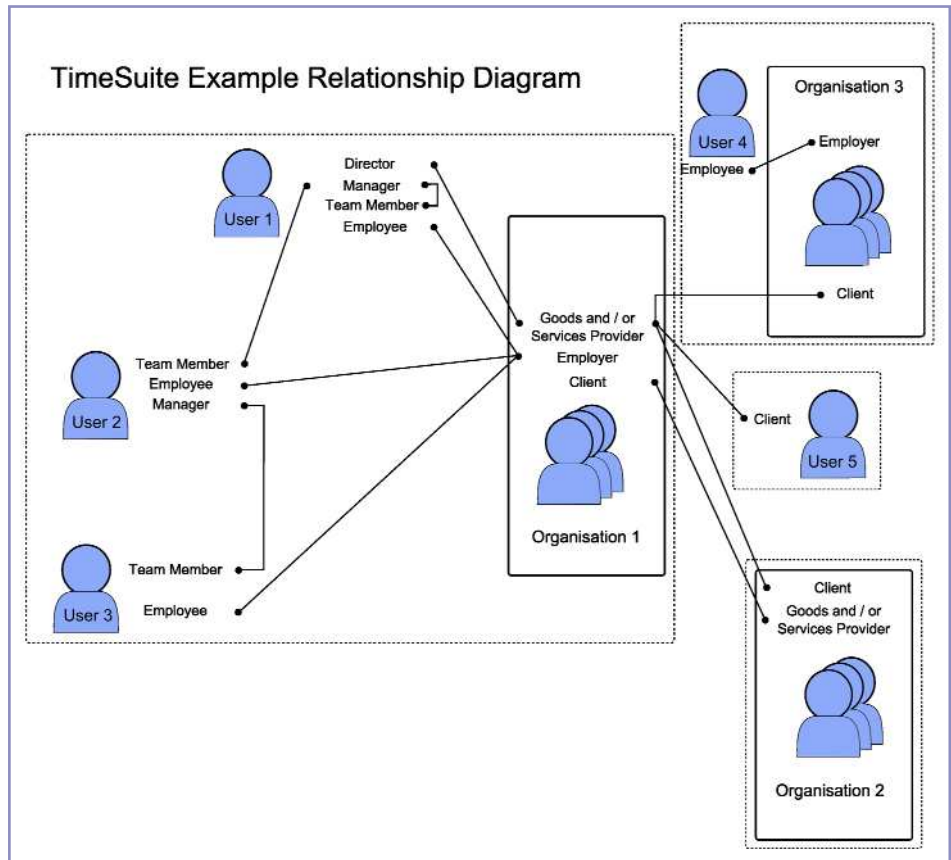 TimeSuite Example Relationship Diagram
User 1
Director
Manager
Team Member
Employee
User 2
Team Member
Employee
Manager
User 3
Team Member
Employee
Goods and / or
Services Provider
Employer
Client
Organisation 1
User 4
Employee
Organisation 3
Employer
Client
Client
User 5
Client
Goods and / or
Services Provider
Organisation 2